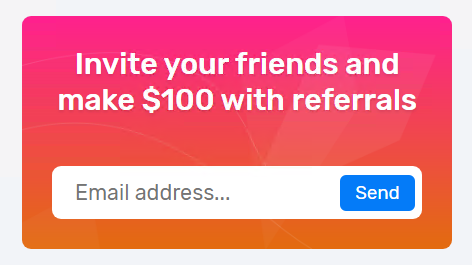 Invite your friends and
make $100 with referrals
Email address...
Send